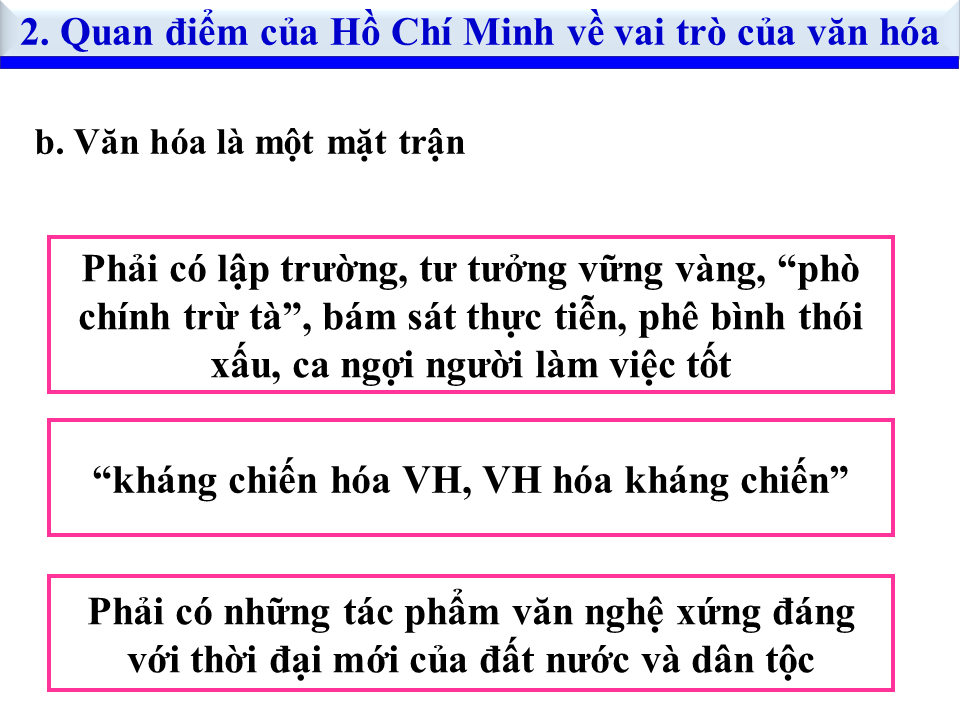 2. Quan điểm của Hồ Chí Minh về vai trò của văn hóa
b. Văn hóa là một mặt trận
Phải có lập trường, tư tưởng vững vàng, “phò
chính trừ tà”, bám sát thực tiễn, phê bình thói
xấu, ca ngợi người làm việc tốt
“kháng chiến hóa VH, VH hóa kháng chiến”
Phải có những tác phẩm văn nghệ xứng đáng
với thời đại mới của đất nước và dân tộc